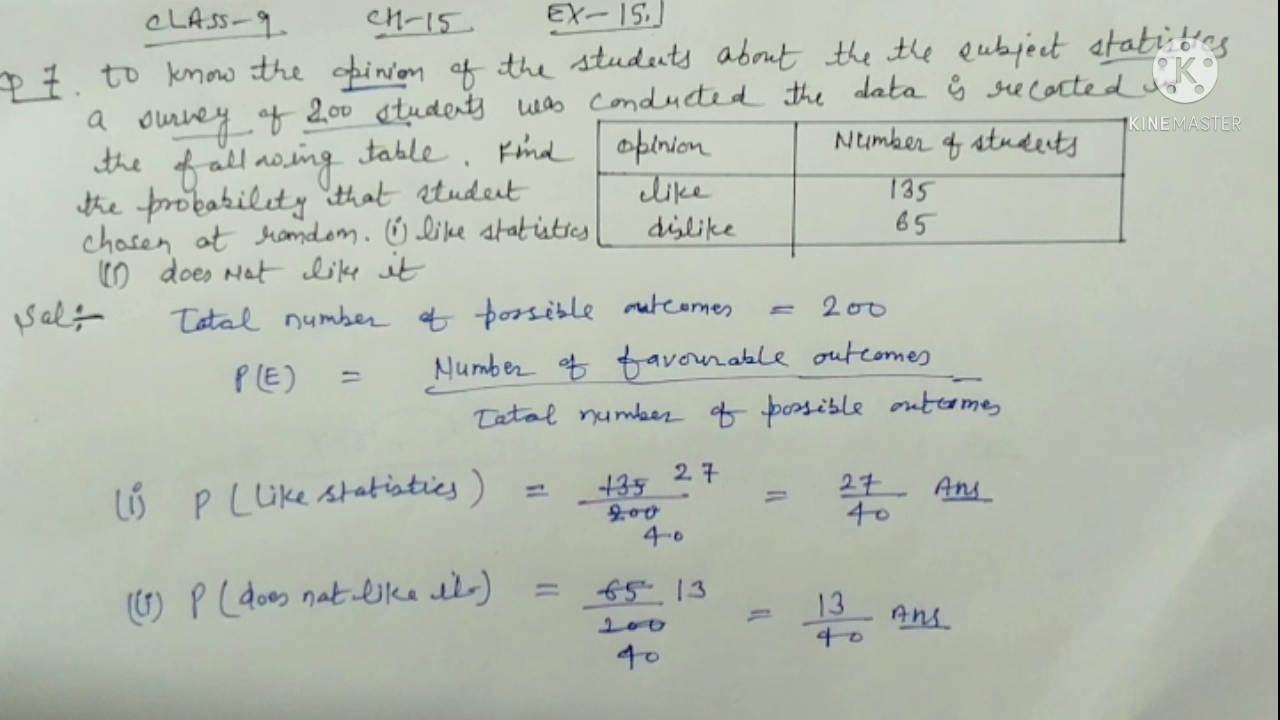 CLASS-9 CH-15 EX-15.1
Q 7. to know the opinion of the students about the the subject statistics
a survey of 200 students was conducted the data is recorted
the following table. Find
the probability that student
chosen at random. (i) like statistics
(ii) does Not like it
opinion Number of students
like 135
dislike 65
K
KINEMASTER
Sol:-
Total number of possible outcomes = 200
P(E) = Number of favourable outcomes
Total number of possible outcomes
(i) P (like statistics) = 135 27 = 27 Ans
200 40
40
(ii) P (does not like it) = 65 13 = 13 Ans
200 40
40